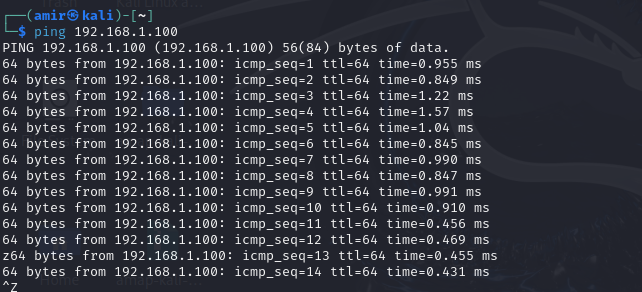 ┌──(amir㉿kali)-[~]
└─$ ping 192.168.1.100
PING 192.168.1.100 (192.168.1.100) 56(84) bytes of data.
64 bytes from 192.168.1.100: icmp_seq=1 ttl=64 time=0.955 ms
64 bytes from 192.168.1.100: icmp_seq=2 ttl=64 time=0.849 ms
64 bytes from 192.168.1.100: icmp_seq=3 ttl=64 time=1.22 ms
64 bytes from 192.168.1.100: icmp_seq=4 ttl=64 time=1.57 ms
64 bytes from 192.168.1.100: icmp_seq=5 ttl=64 time=1.04 ms
64 bytes from 192.168.1.100: icmp_seq=6 ttl=64 time=0.845 ms
64 bytes from 192.168.1.100: icmp_seq=7 ttl=64 time=0.990 ms
64 bytes from 192.168.1.100: icmp_seq=8 ttl=64 time=0.847 ms
64 bytes from 192.168.1.100: icmp_seq=9 ttl=64 time=0.991 ms
64 bytes from 192.168.1.100: icmp_seq=10 ttl=64 time=0.910 ms
64 bytes from 192.168.1.100: icmp_seq=11 ttl=64 time=0.456 ms
64 bytes from 192.168.1.100: icmp_seq=12 ttl=64 time=0.469 ms
z64 bytes from 192.168.1.100: icmp_seq=13 ttl=64 time=0.455 ms
64 bytes from 192.168.1.100: icmp_seq=14 ttl=64 time=0.431 ms
^Z